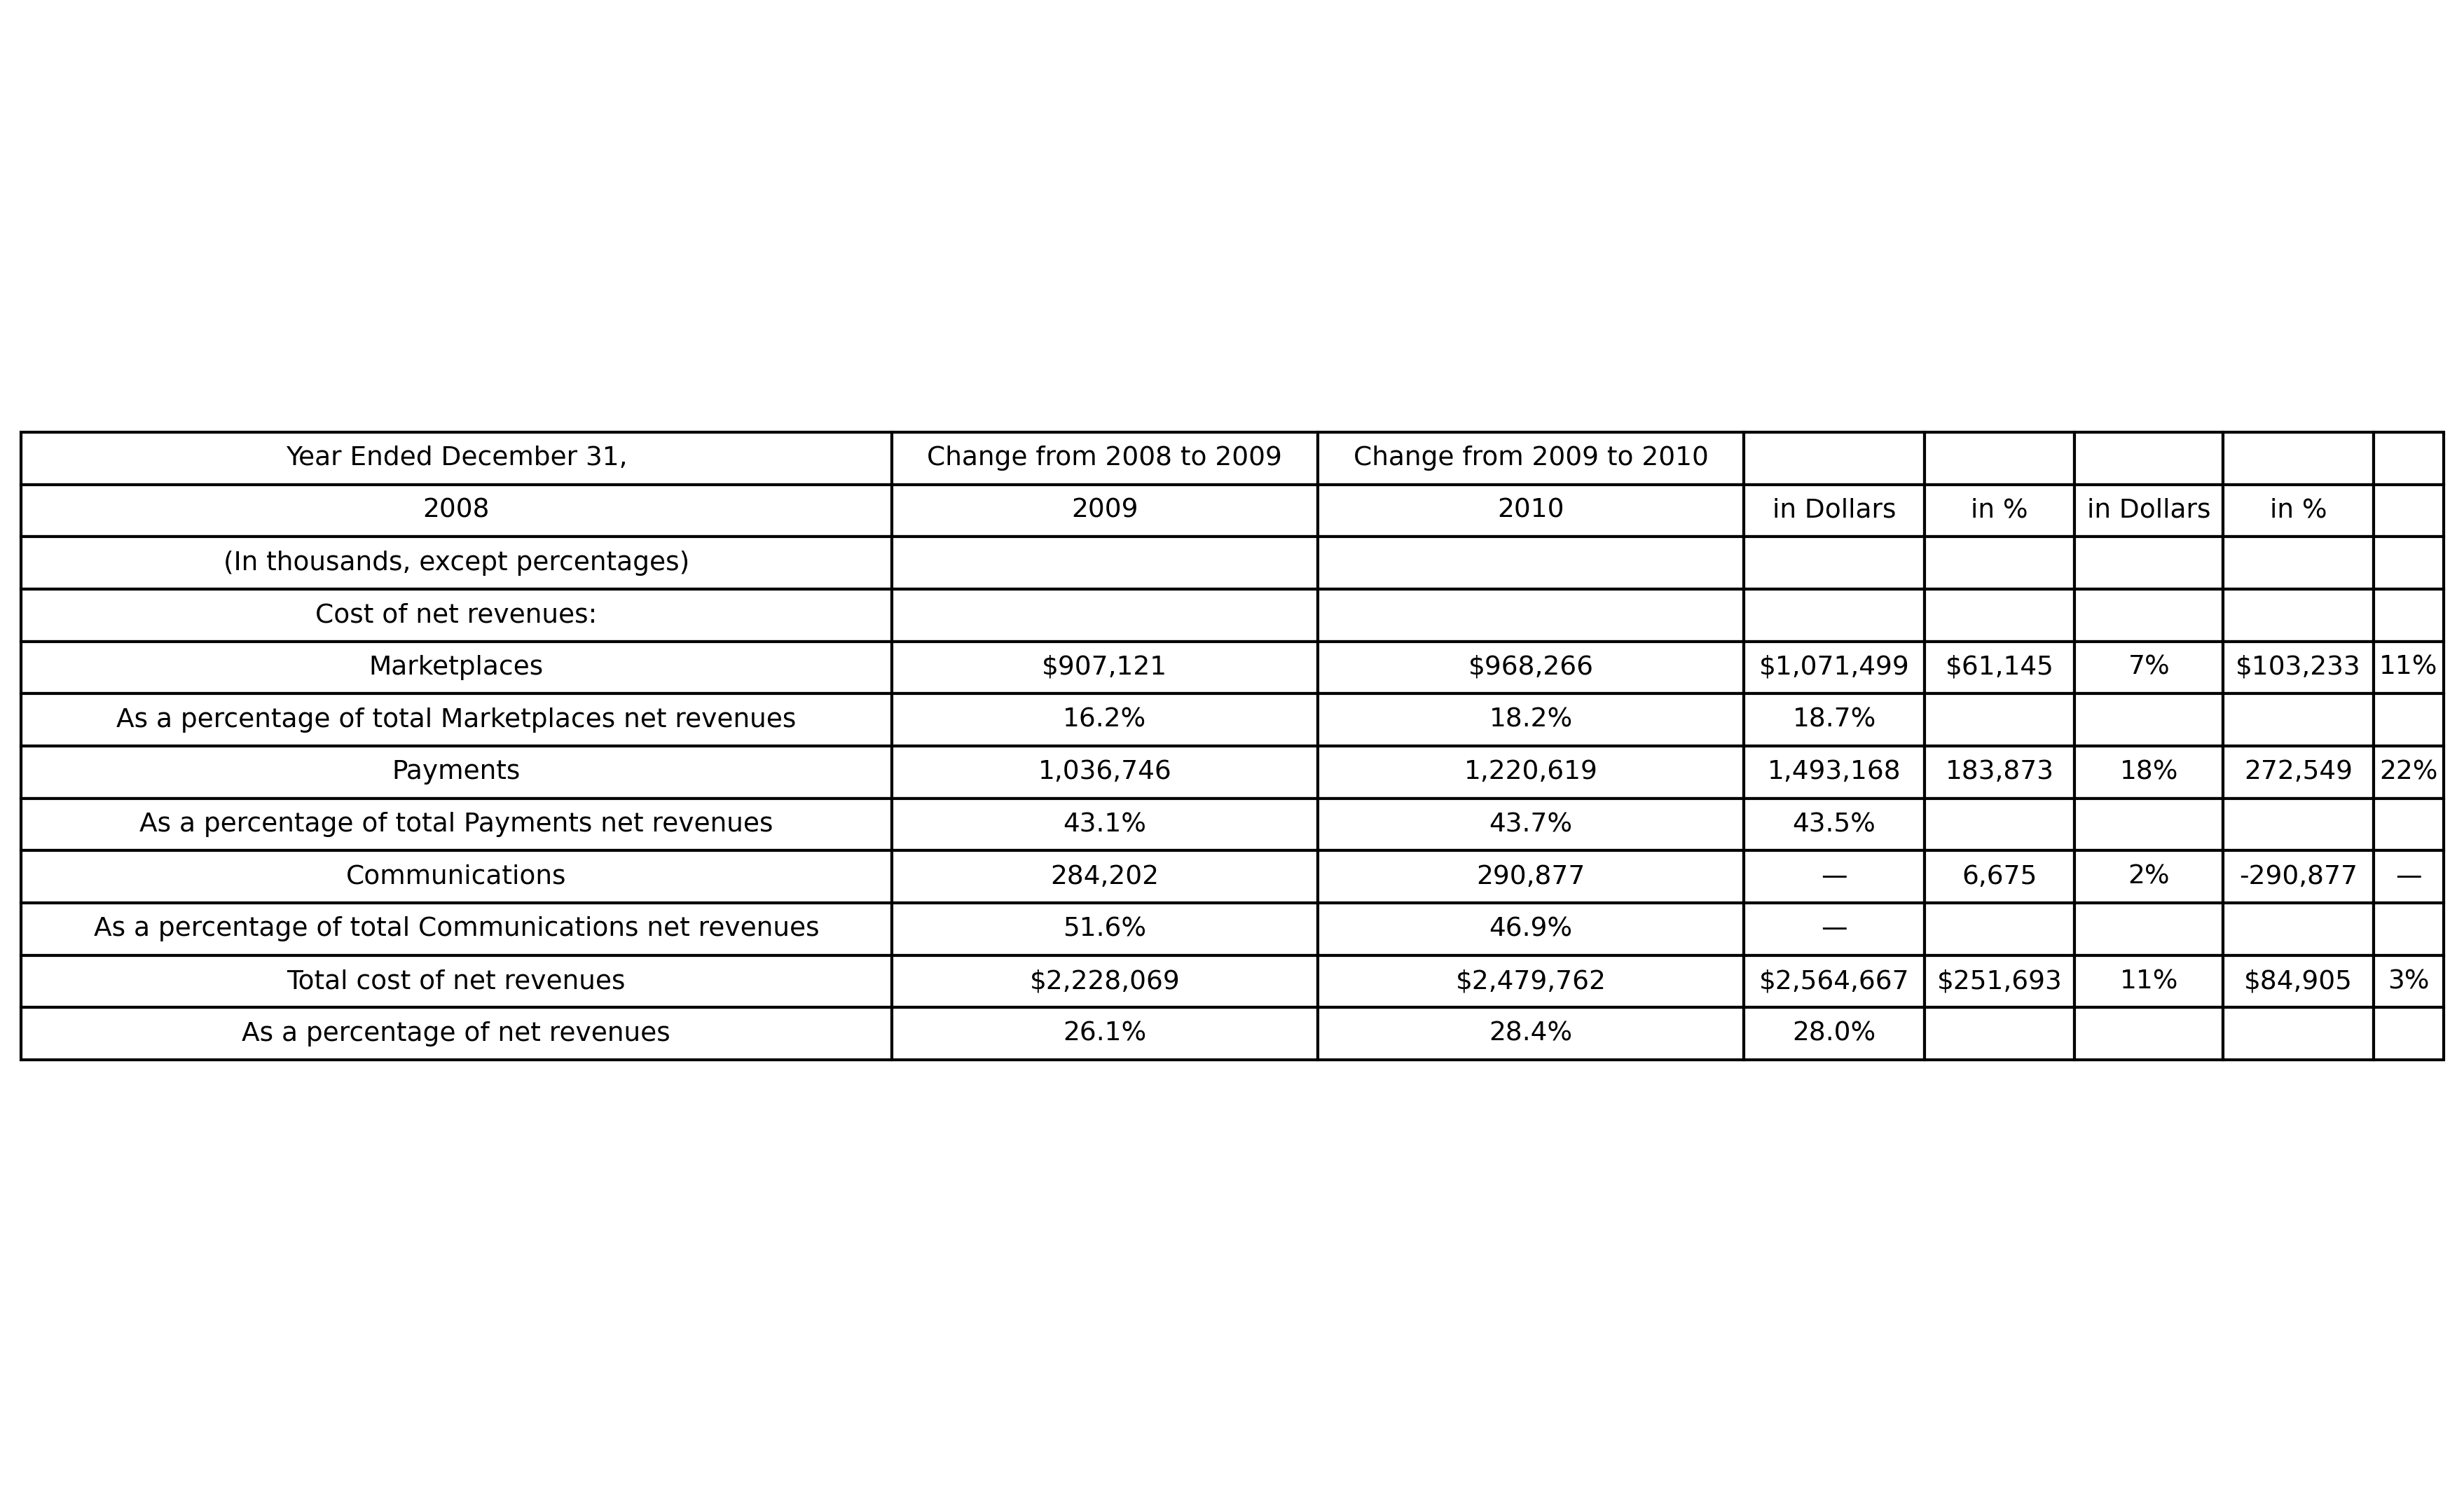 Year Ended December 31, Change from 2008 to 2009 Change from 2009 to 2010
2008 2009 2010 in Dollars in % in Dollars in %
(In thousands, except percentages)
Cost of net revenues:
Marketplaces $907,121 $968,266 $1,071,499 $61,145 7% $103,233 11%
As a percentage of total Marketplaces net revenues 16.2% 18.2% 18.7%
Payments 1,036,746 1,220,619 1,493,168 183,873 18% 272,549 22%
As a percentage of total Payments net revenues 43.1% 43.7% 43.5%
Communications 284,202 290,877 — 6,675 2% -290,877 —
As a percentage of total Communications net revenues 51.6% 46.9% —
Total cost of net revenues $2,228,069 $2,479,762 $2,564,667 $251,693 11% $84,905 3%
As a percentage of net revenues 26.1% 28.4% 28.0%